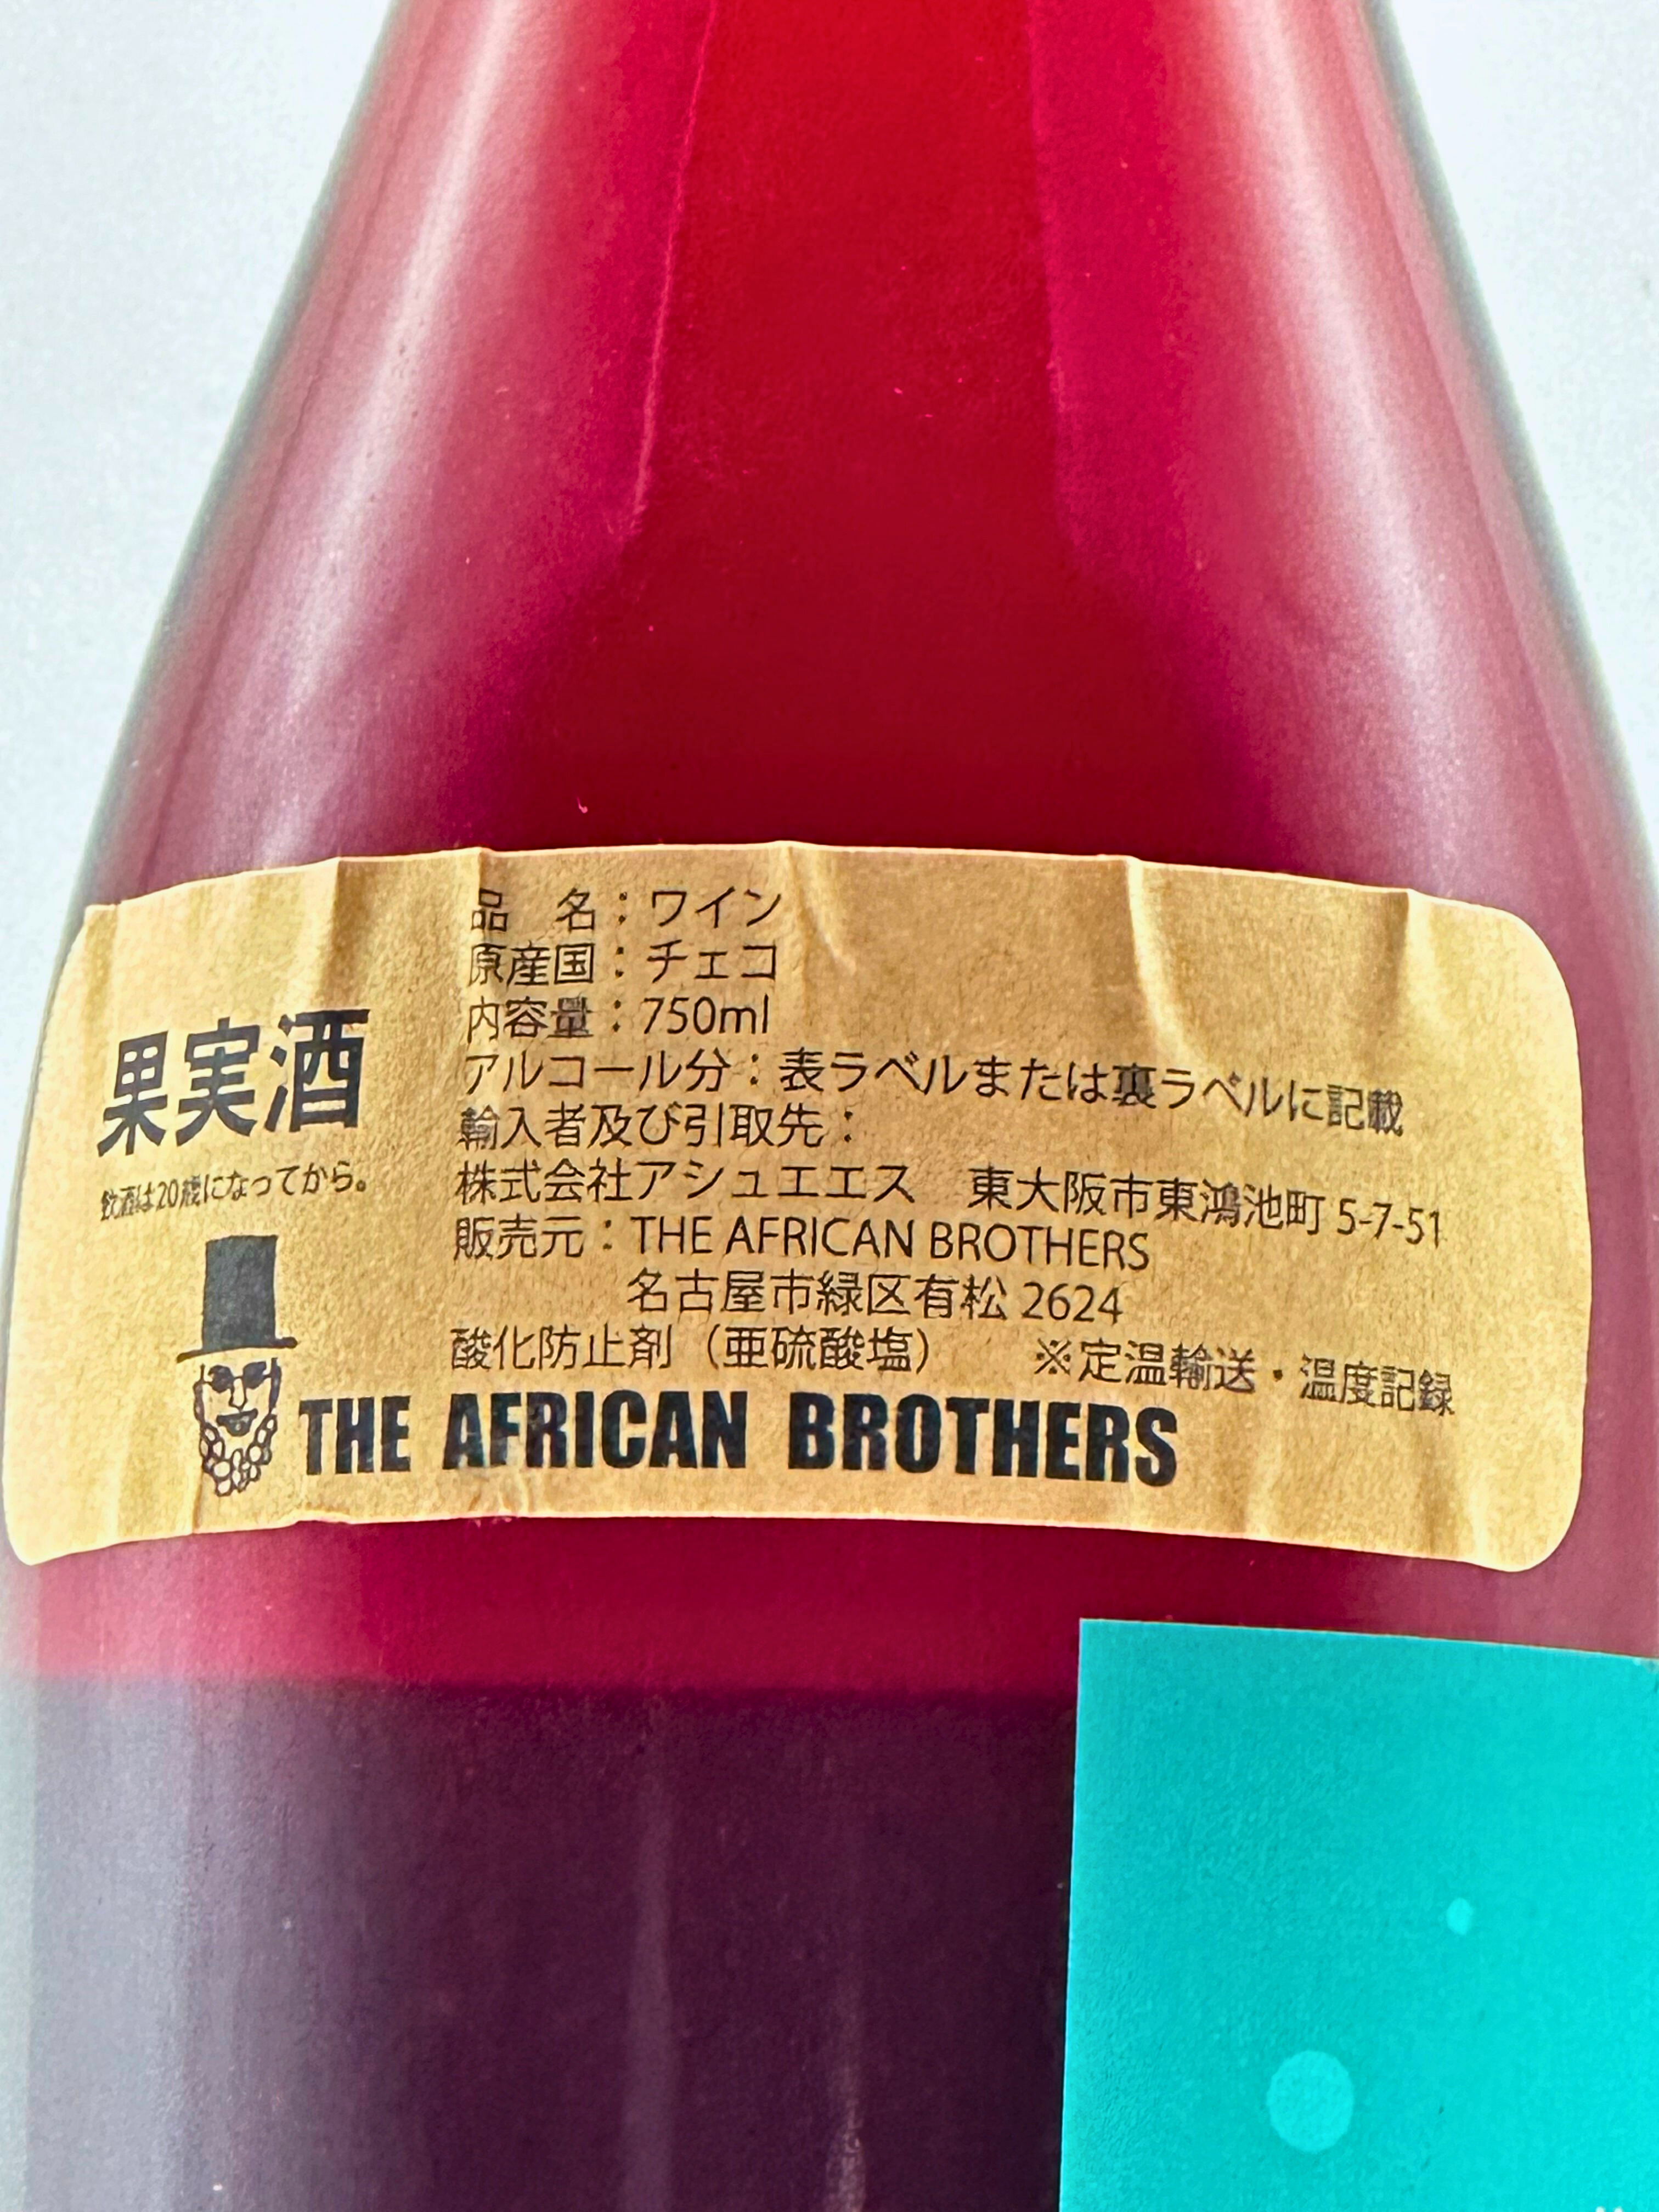 果実酒
飲酒は20歳になってから。
品　名：ワイン
原産国：チェコ
内容量：750ml
アルコール分：表ラベルまたは裏ラベルに記載
輸入者及び引取先：
株式会社アシュエエス　東大阪市東鴻池町 5-7-51
販売元：THE AFRICAN BROTHERS
名古屋市緑区有松 2624
酸化防止剤（亜硫酸塩）　※定温輸送・温度記録
THE AFRICAN BROTHERS